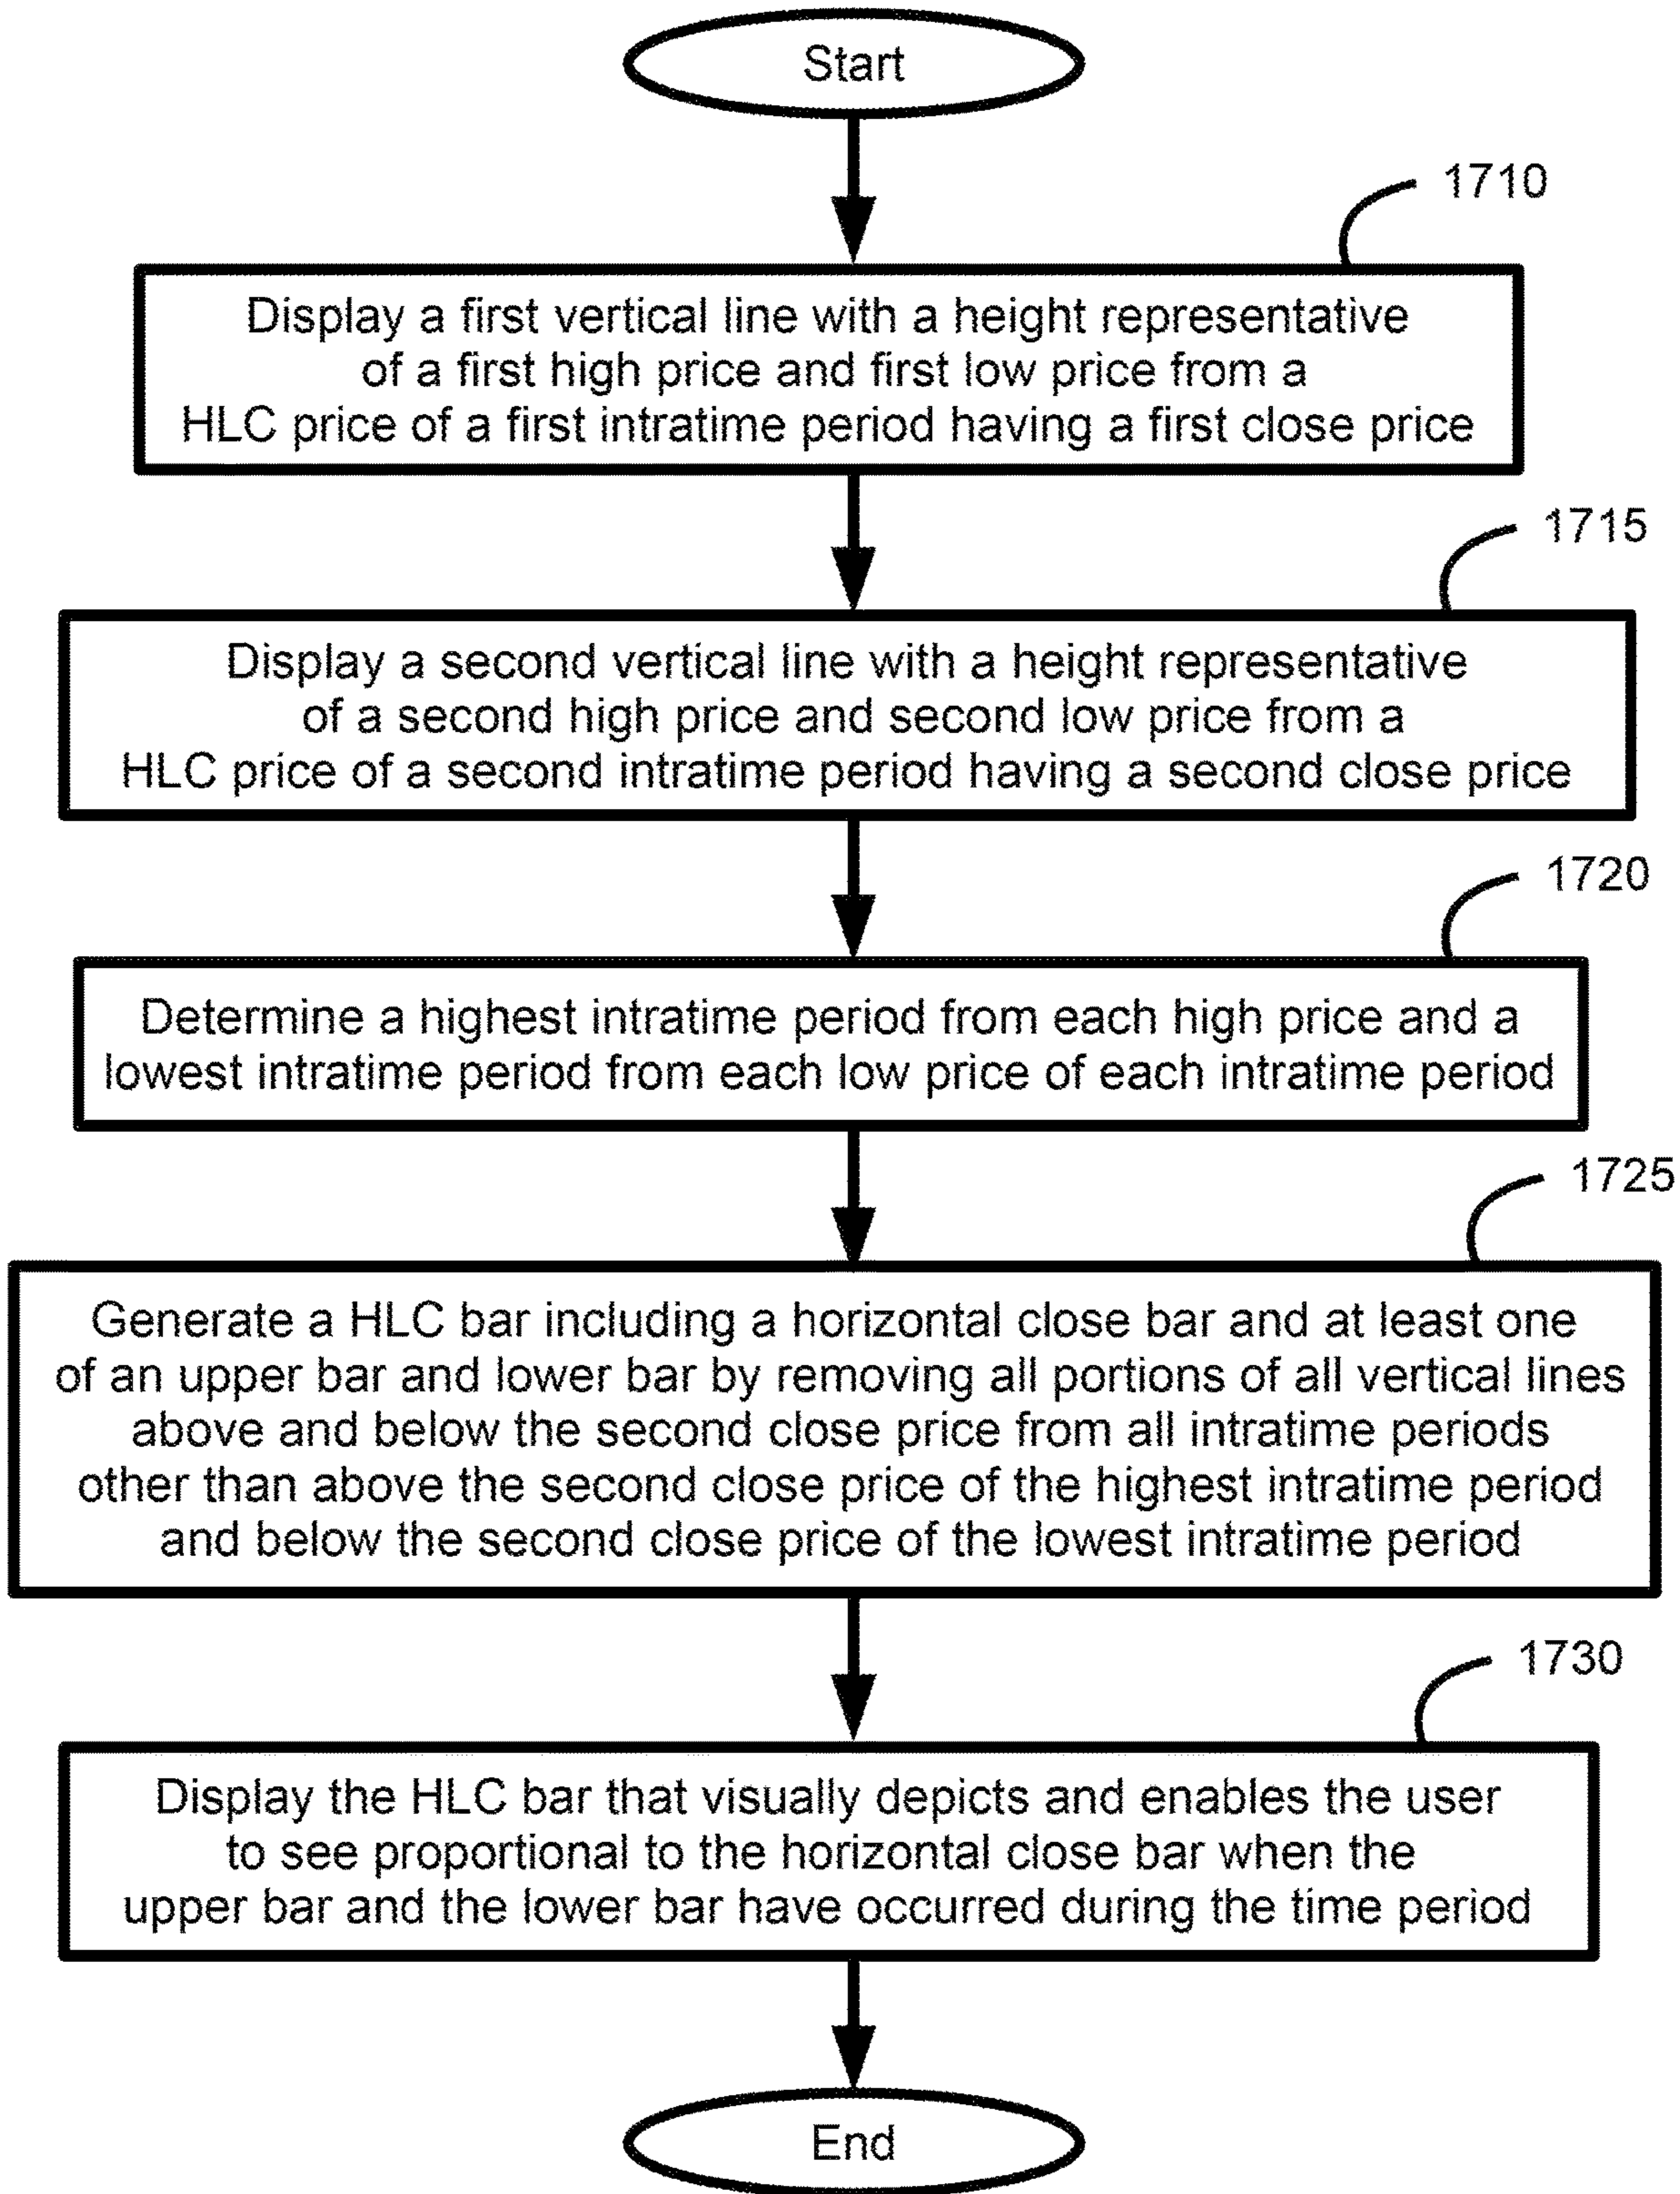 Start
1710
Display a first vertical line with a height representative
of a first high price and first low price from a
HLC price of a first intratime period having a first close price
1715
Display a second vertical line with a height representative
of a second high price and second low price from a
HLC price of a second intratime period having a second close price
1720
Determine a highest intratime period from each high price and a
lowest intratime period from each low price of each intratime period
1725
Generate a HLC bar including a horizontal close bar and at least one
of an upper bar and lower bar by removing all portions of all vertical lines
above and below the second close price from all intratime periods
other than above the second close price of the highest intratime period
and below the second close price of the lowest intratime period
1730
Display the HLC bar that visually depicts and enables the user
to see proportional to the horizontal close bar when the
upper bar and the lower bar have occurred during the time period
End